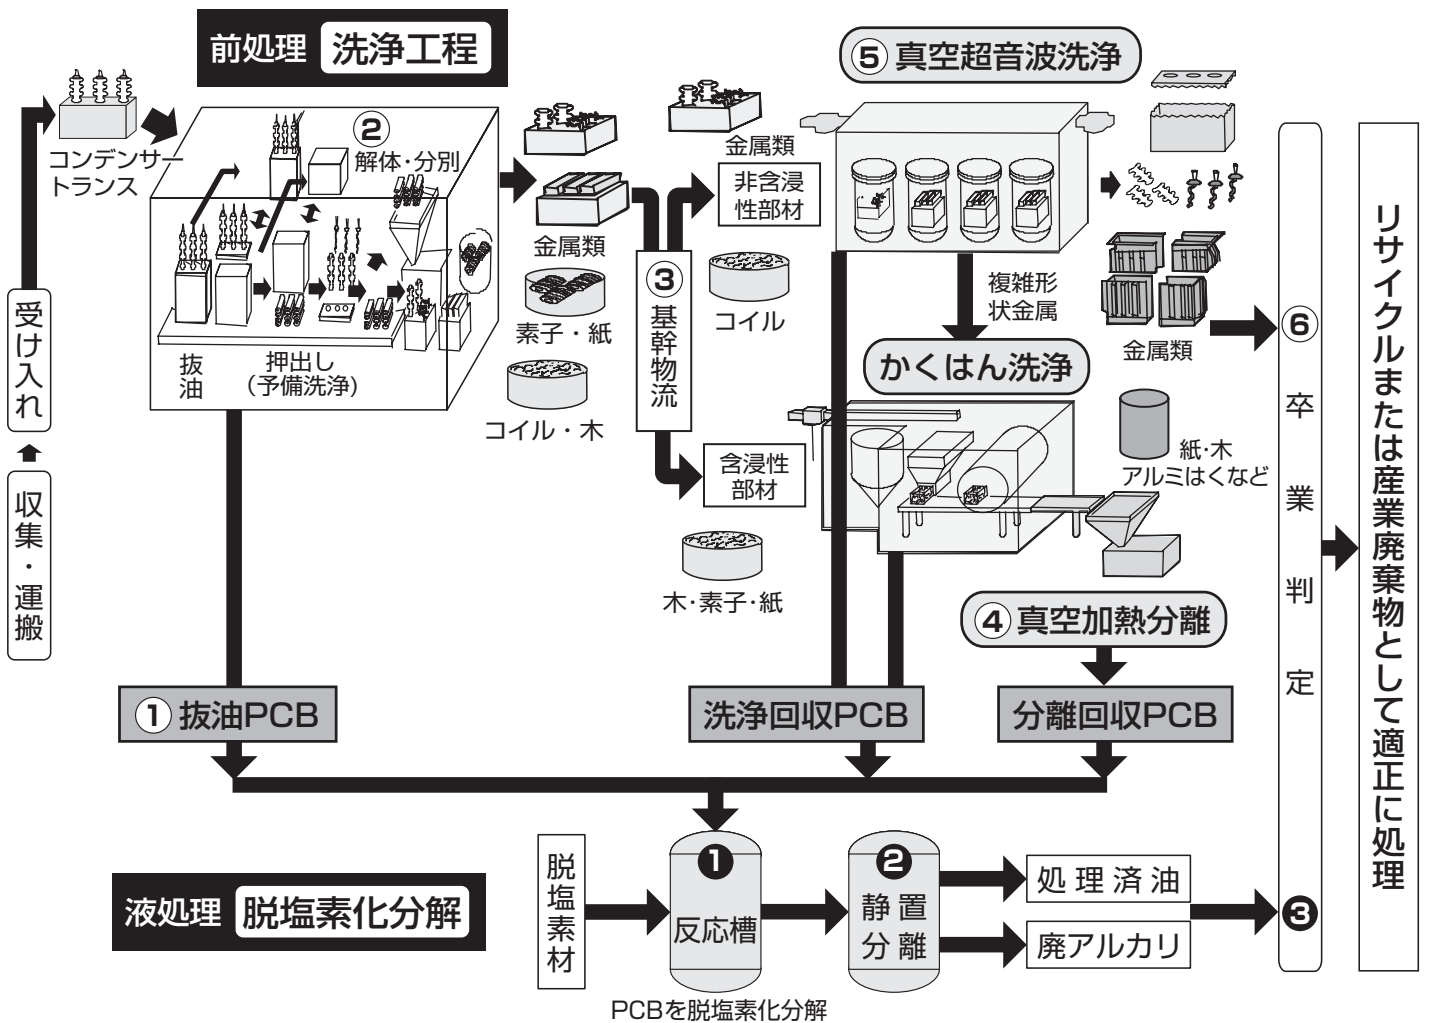 前処理 洗浄工程
コンデンサー
トランス
受け入れ
収集・運搬
②
解体・分別
抜油
押出し
(予備洗浄)
金属類
素子・紙
コイル・木
③基幹物流
金属類
非含浸
性部材
コイル
含浸性
部材
木・素子・紙
⑤真空超音波洗浄
複雑形
状金属
かくはん洗浄
金属類
紙・木
アルミはくなど
④真空加熱分離
①抜油PCB
洗浄回収PCB
分離回収PCB
液処理 脱塩素化分解
脱塩素材
❶
反応槽
PCBを脱塩素化分解
❷
静置
分離
処理済油
廃アルカリ
⑥
卒業判定
❸
リサイクルまたは産業廃棄物として適正に処理